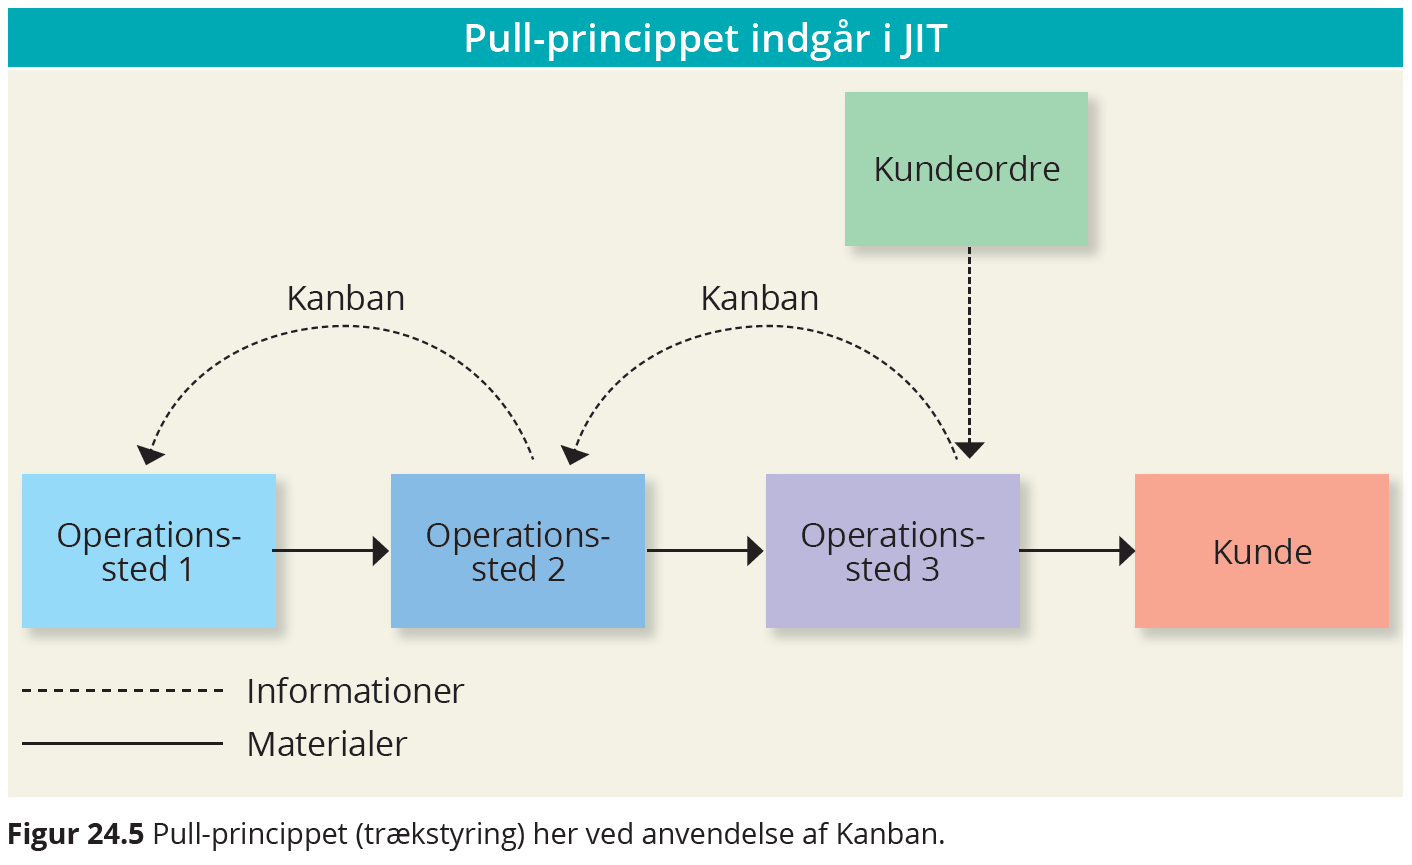 Pull-princippet indgår i JIT
Kundeordre
Kanban
Kanban
Operations-
sted 1
Operations-
sted 2
Operations-
sted 3
Kunde
Informationer
Materialer
Figur 24.5 Pull-princippet (trækstyring) her ved anvendelse af Kanban.